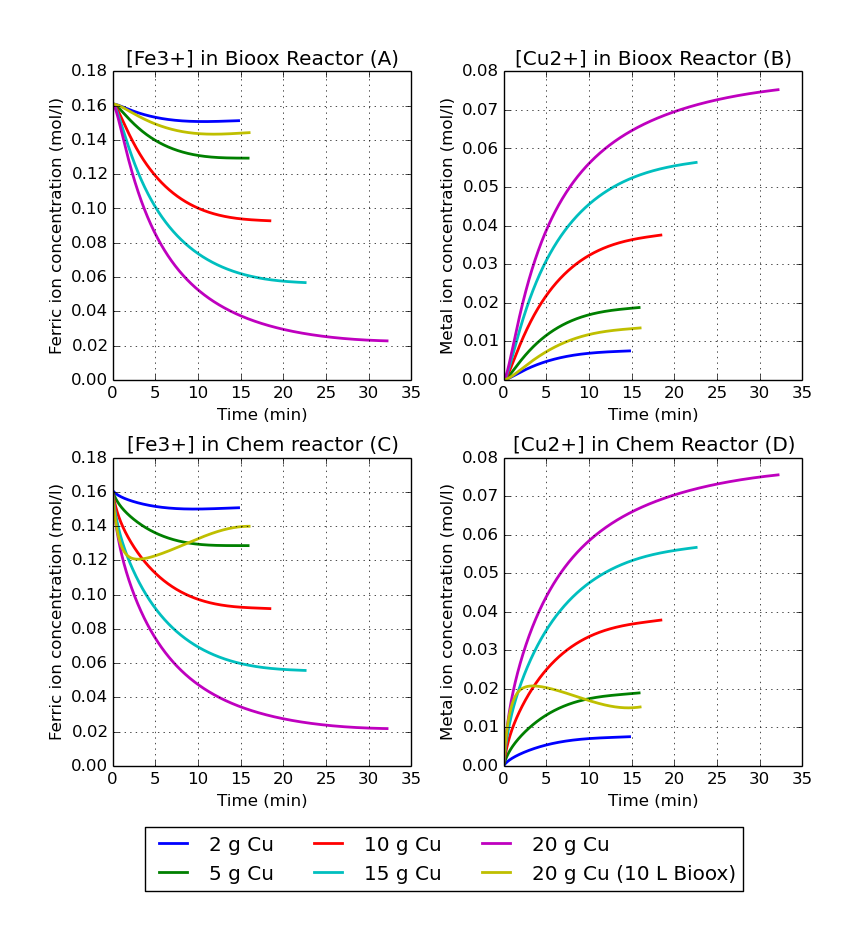 [Fe3+] in Bioox Reactor (A)
Ferric ion concentration (mol/l)
0.18
0.16
0.14
0.12
0.10
0.08
0.06
0.04
0.02
0.00
0 5 10 15 20 25 30 35
Time (min)
[Cu2+] in Bioox Reactor (B)
Metal ion concentration (mol/l)
0.08
0.07
0.06
0.05
0.04
0.03
0.02
0.01
0.00
0 5 10 15 20 25 30 35
Time (min)
[Fe3+] in Chem reactor (C)
Ferric ion concentration (mol/l)
0.18
0.16
0.14
0.12
0.10
0.08
0.06
0.04
0.02
0.00
0 5 10 15 20 25 30 35
Time (min)
[Cu2+] in Chem Reactor (D)
Metal ion concentration (mol/l)
0.08
0.07
0.06
0.05
0.04
0.03
0.02
0.01
0.00
0 5 10 15 20 25 30 35
Time (min)
2 g Cu 10 g Cu 20 g Cu
5 g Cu 15 g Cu 20 g Cu (10 L Bioox)